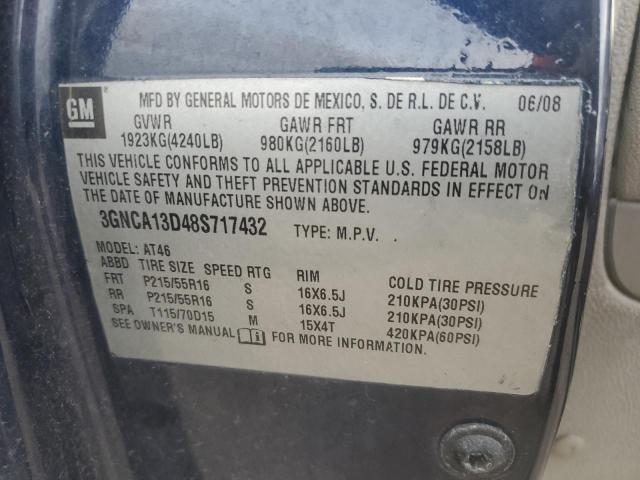 GM
MFD BY GENERAL MOTORS DE MEXICO, S. DE R.L. DE C.V. 06/08
GVWR GAWR FRT GAWR RR
1923KG(4240LB) 980KG(2160LB) 979KG(2158LB)
THIS VEHICLE CONFORMS TO ALL APPLICABLE U.S. FEDERAL MOTOR
VEHICLE SAFETY AND THEFT PREVENTION STANDARDS IN EFFECT ON
THE DATE OF MANUFACTURE SHOWN ABOVE.
3GNCA13D48S717432 TYPE: M.P.V.
MODEL: AT46
ABBD TIRE SIZE SPEED RTG RIM COLD TIRE PRESSURE
FRT P215/55R16 S 16X6.5J 210KPA(30PSI)
RR P215/55R16 S 16X6.5J 210KPA(30PSI)
SPA T115/70D15 M 15X4T 420KPA(60PSI)
SEE OWNER'S MANUAL FOR MORE INFORMATION.